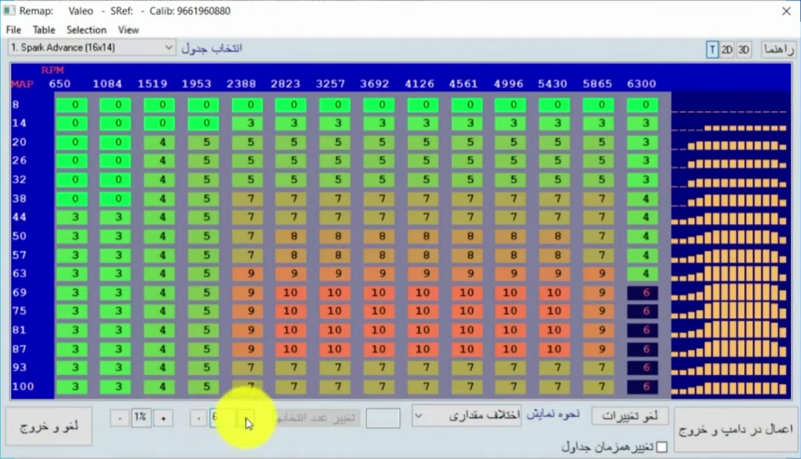 Remap: Valeo - SRef: - Calib: 9661960880
File Table Selection View
1. Spark Advance (16x14) انتخاب جدول T 2D 3D راهنما
RPM
MAP 650 1084 1519 1953 2388 2823 3257 3692 4126 4561 4996 5430 5865 6300
8 0 0 0 0 0 0 0 0 0 0 0 0 0 0
14 0 0 0 0 3 3 3 3 3 3 3 3 3 3
20 0 0 4 5 5 5 5 5 5 5 5 5 5 3
26 0 0 4 5 5 5 5 5 5 5 5 5 5 3
32 0 0 4 5 5 5 5 5 5 5 5 5 5 3
38 0 0 4 5 7 7 7 7 7 7 7 7 7 4
44 3 3 4 5 7 7 7 7 7 7 7 7 7 4
50 3 3 4 5 7 8 8 8 8 8 8 8 7 4
57 3 3 4 5 7 8 8 8 8 8 8 8 7 4
63 3 3 4 5 9 9 9 9 9 9 9 9 9 4
69 3 3 4 5 9 10 10 10 10 10 10 10 9 6
75 3 3 4 5 9 10 10 10 10 10 10 10 9 6
81 3 3 4 5 9 10 10 10 10 10 10 10 9 6
87 3 3 4 5 9 10 10 10 10 10 10 10 9 6
93 3 3 4 5 7 7 7 7 7 7 7 7 7 6
100 3 3 4 5 7 7 7 7 7 7 7 7 7 6
لغو و خروج - 1% + - تغییر عدد اختلاف مقداری نحوه نمایش لغو تغییرات اعمال در دامپ و خروج
تغییر همزمان جداول